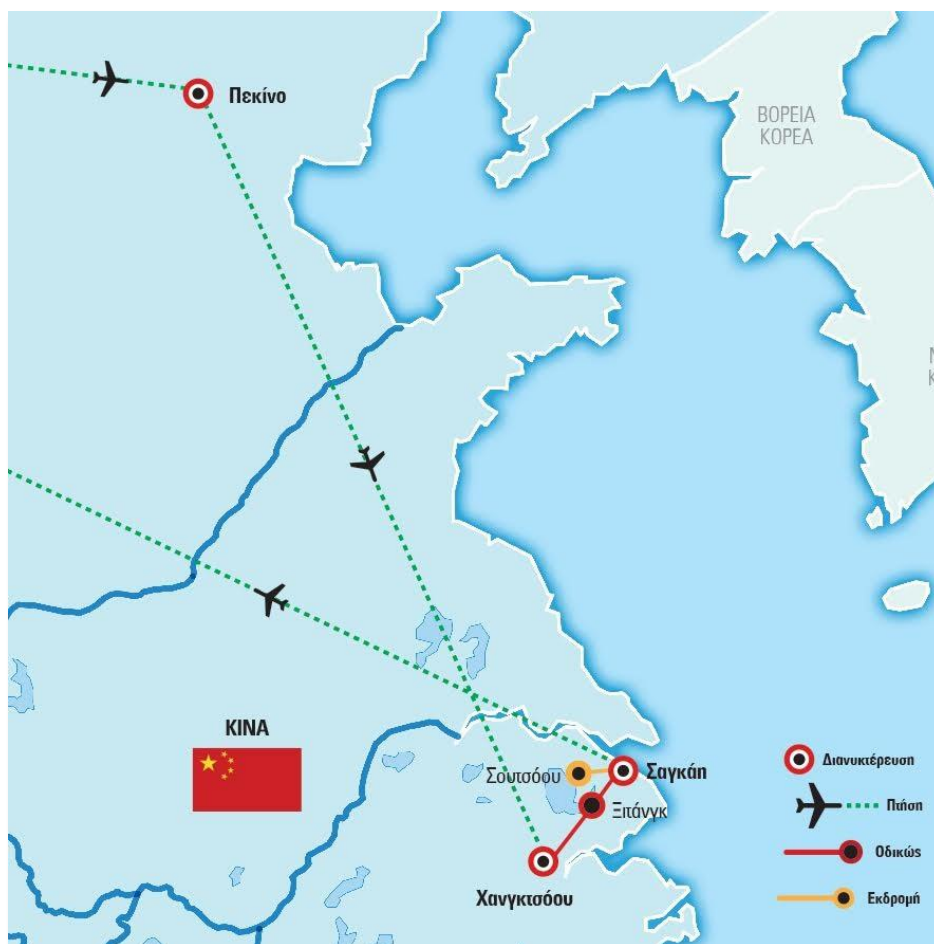 Πεκίνο
ΒΟΡΕΙΑ
ΚΟΡΕΑ
ΚΙΝΑ
Σουτσόου
Σαγκάη
Ξιτάνγκ
Χανγκτσόου
Διανυκτέρευση
Πτήση
Οδικώς
Εκδρομή